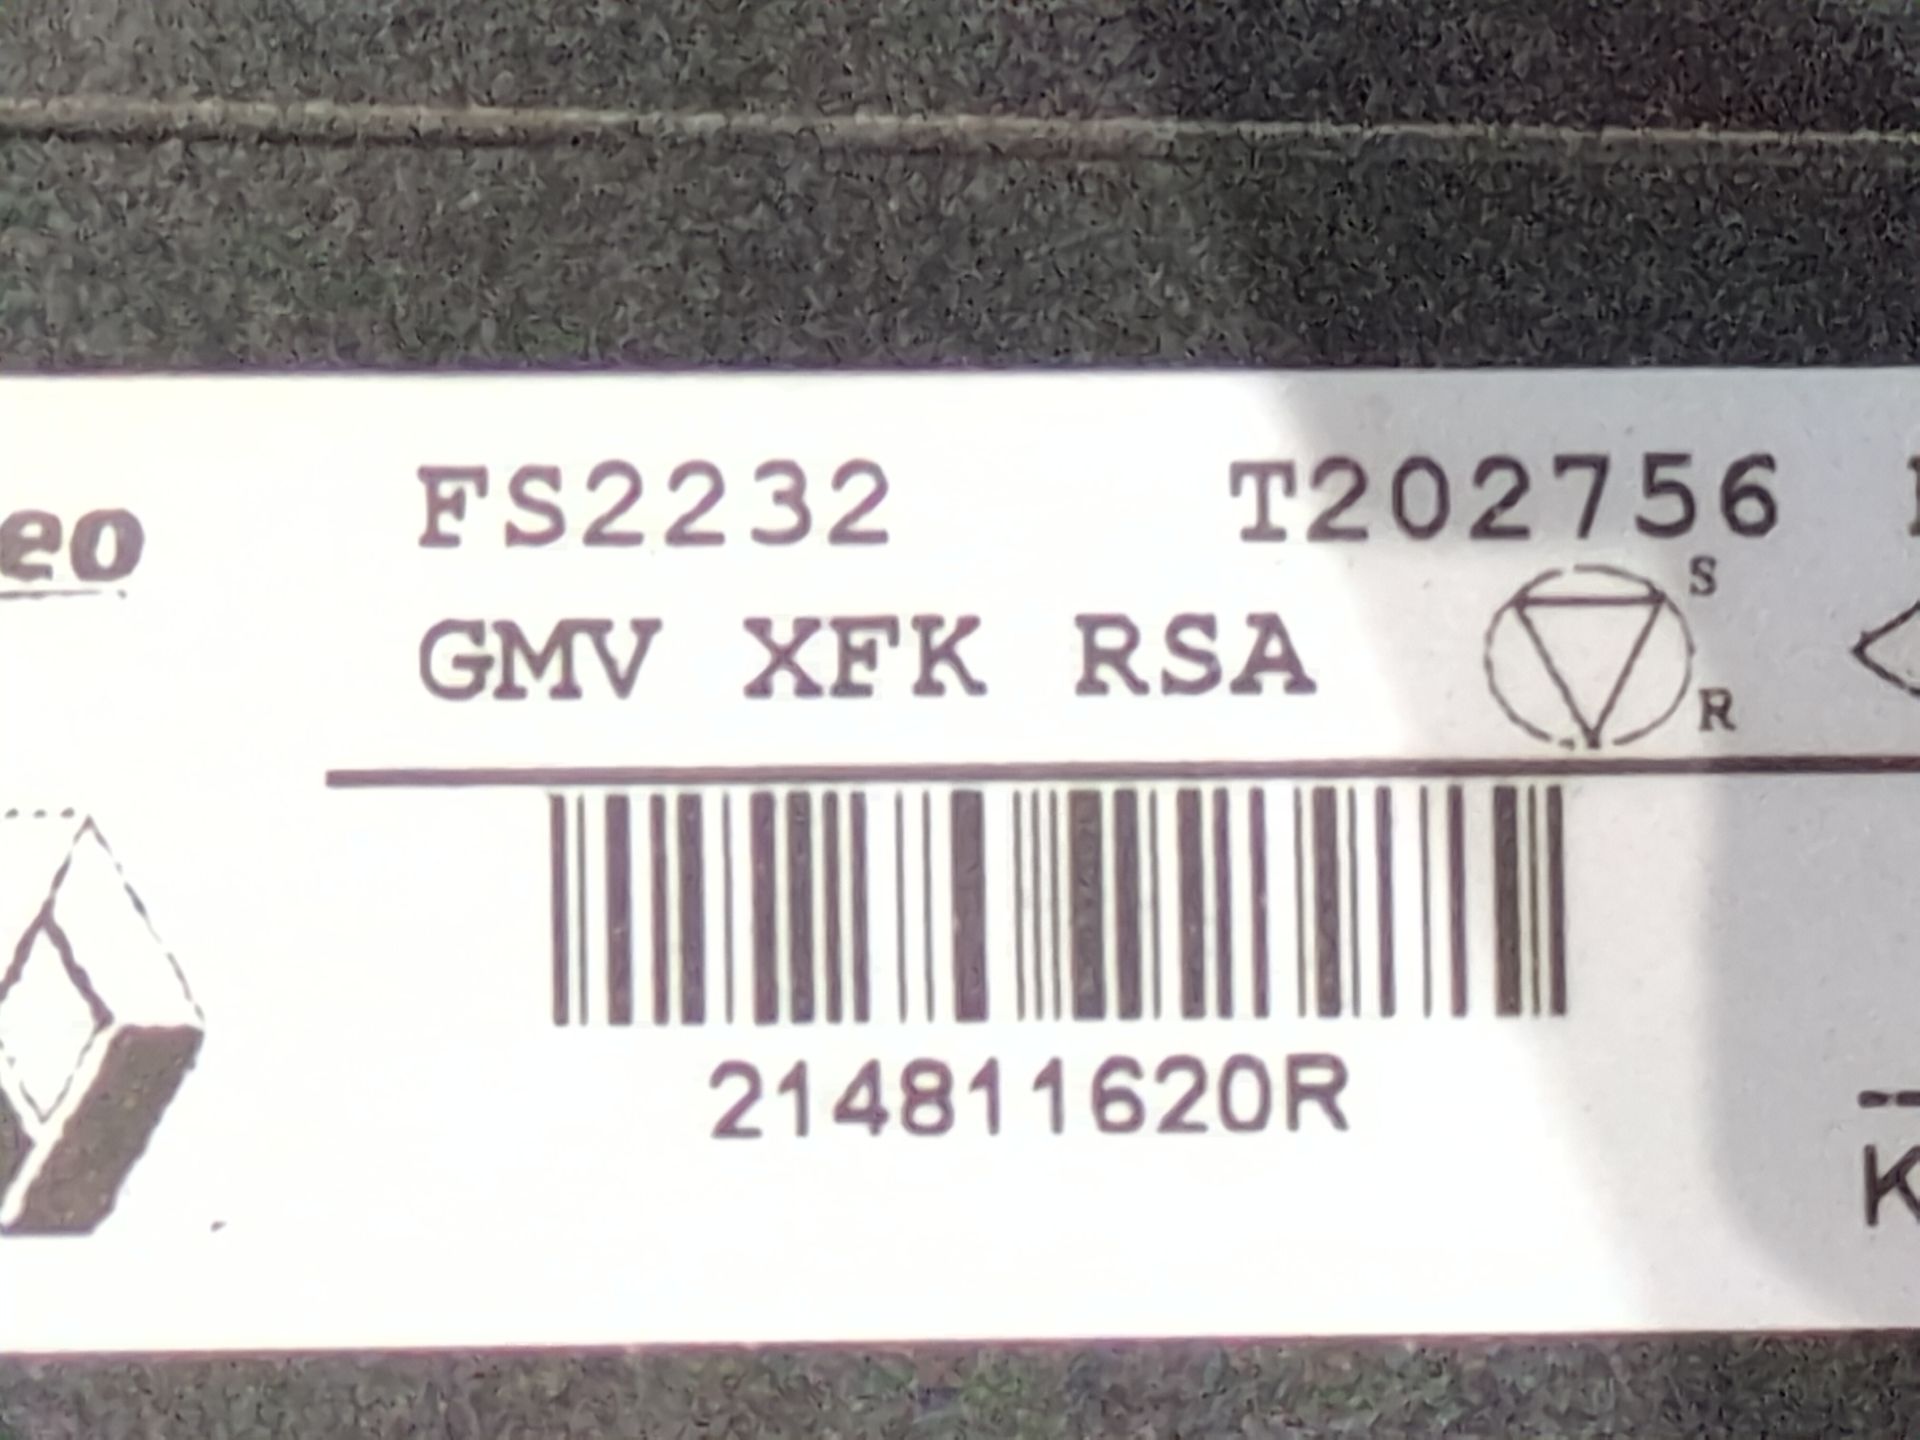 eo FS2232 T202756
GMV XFK RSA S
R
214811620R
K